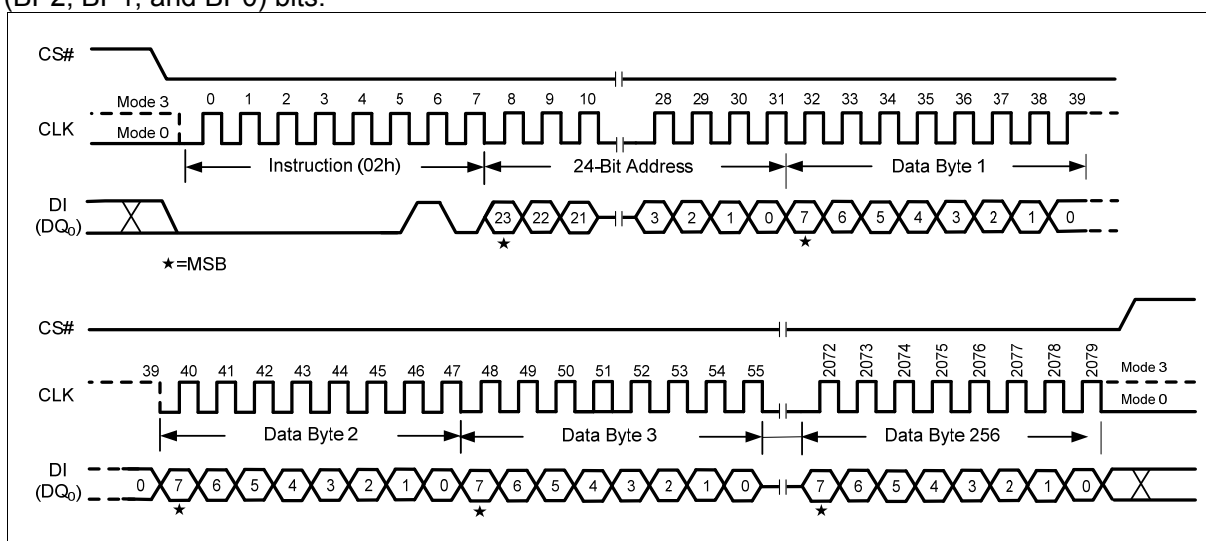 (BP2, BP1, and BP0) bits.
CS#
Mode 3
0 1 2 3 4 5 6 7 8 9 10 28 29 30 31 32 33 34 35 36 37 38 39
CLK
Mode 0
Instruction (02h) 24-Bit Address Data Byte 1
DI
(DQ0)
23 22 21 3 2 1 0 7 6 5 4 3 2 1 0
★ ★
★=MSB
CS#
39 40 41 42 43 44 45 46 47 48 49 50 51 52 53 54 55 2072 2073 2074 2075 2076 2077 2078 2079
Mode 3
CLK
Mode 0
Data Byte 2 Data Byte 3 Data Byte 256
DI
(DQ0)
0 7 6 5 4 3 2 1 0 7 6 5 4 3 2 1 0 7 6 5 4 3 2 1 0
★ ★ ★